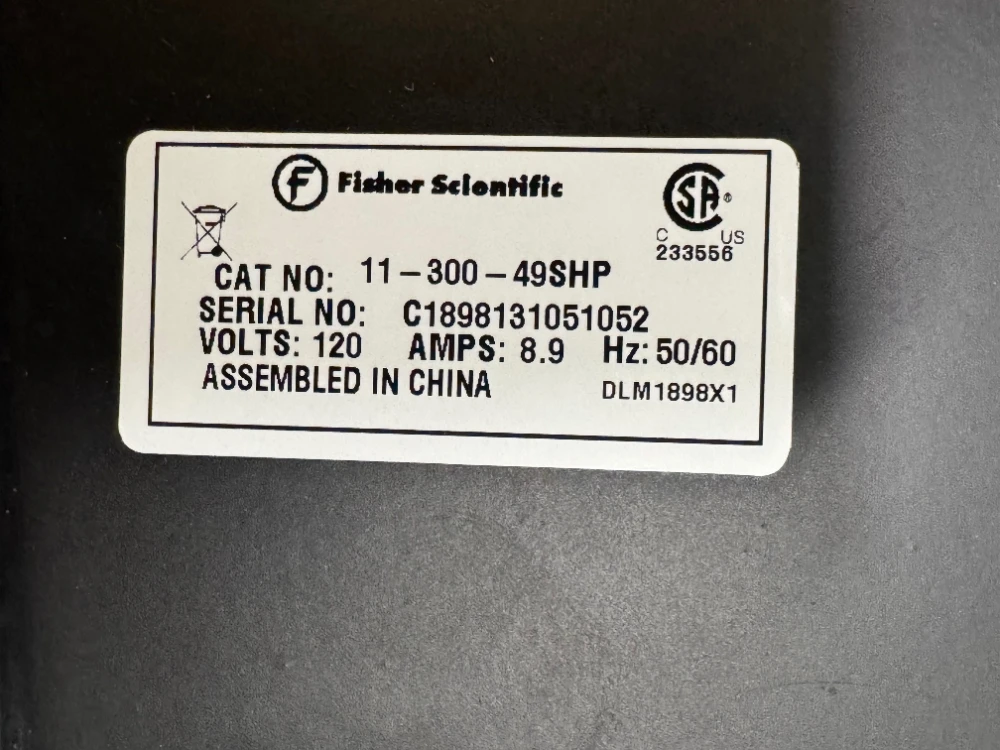 F Fisher Scientific
SA®
C US
233556
CAT NO: 11-300-49SHP
SERIAL NO: C1898131051052
VOLTS: 120 AMPS: 8.9 Hz: 50/60
ASSEMBLED IN CHINA DLM1898X1